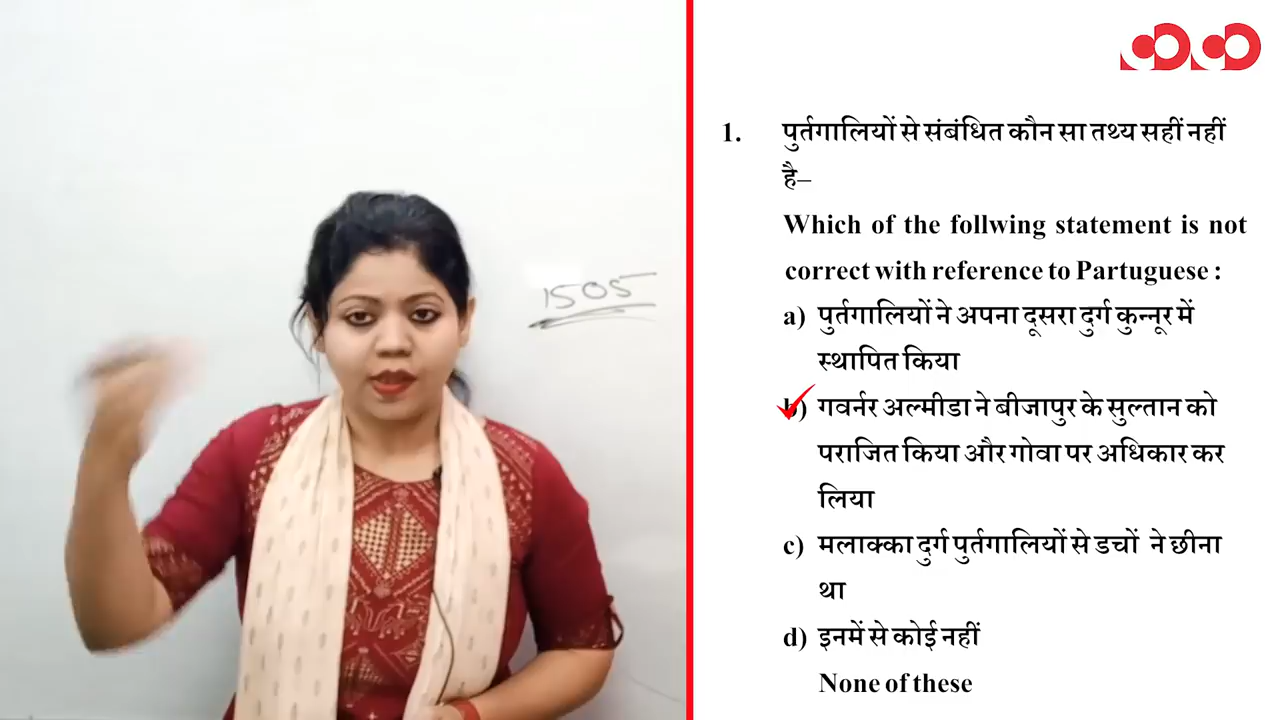 1505
1. पुर्तगालियों से संबंधित कौन सा तथ्य सहीं नहीं
है–
Which of the follwing statement is not
correct with reference to Partuguese :
a) पुर्तगालियों ने अपना दूसरा दुर्ग कुन्नूर में
स्थापित किया
b) गवर्नर अल्मीडा ने बीजापुर के सुल्तान को
पराजित किया और गोवा पर अधिकार कर
लिया
c) मलाक्का दुर्ग पुर्तगालियों से डचों ने छीना
था
d) इनमें से कोई नहीं
None of these